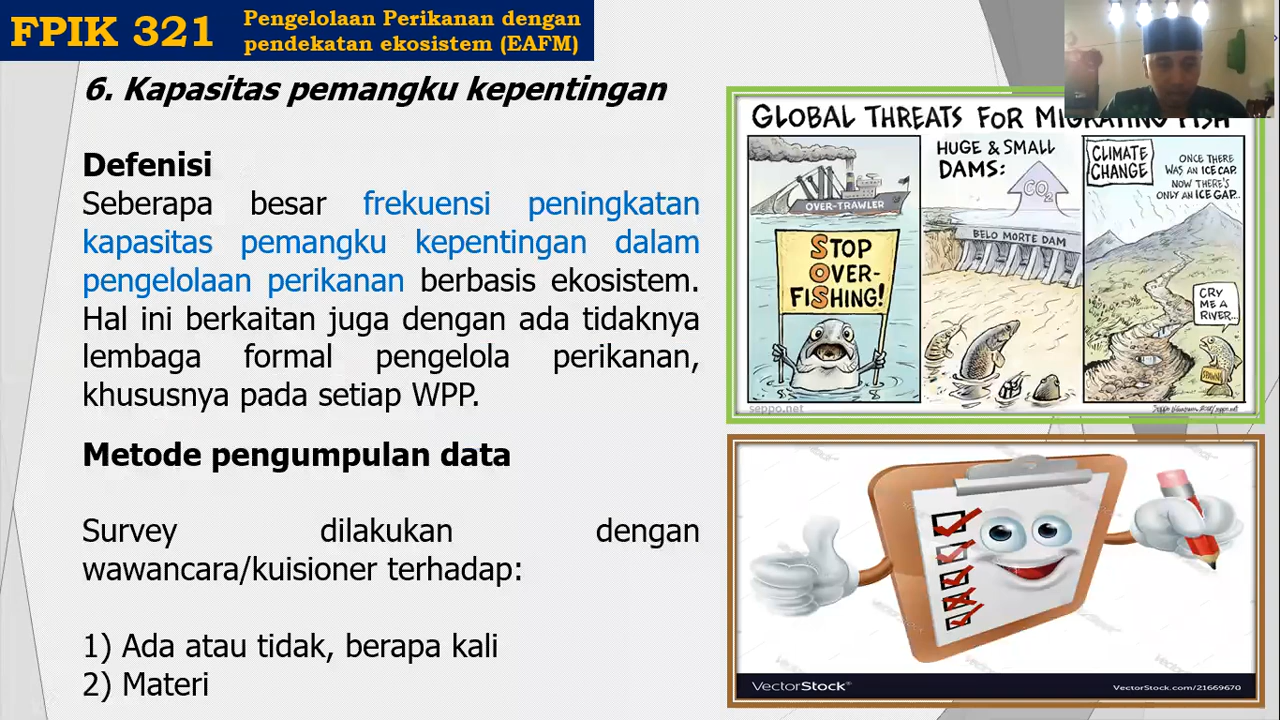 FPIK 321
Pengelolaan Perikanan dengan
pendekatan ekosistem (EAFM)
6. Kapasitas pemangku kepentingan
Defenisi
Seberapa besar frekuensi peningkatan
kapasitas pemangku kepentingan dalam
pengelolaan perikanan berbasis ekosistem.
Hal ini berkaitan juga dengan ada tidaknya
lembaga formal pengelola perikanan,
khususnya pada setiap WPP.
Metode pengumpulan data
Survey dilakukan dengan
wawancara/kuisioner terhadap:
1) Ada atau tidak, berapa kali
2) Materi
GLOBAL THREATS FOR MIGRATING FISH
OVER-TRAWLER
STOP
OVER-
FISHING!
HUGE & SMALL
DAMS:
CO2
BELO MORTE DAM
CLIMATE
CHANGE
ONCE THERE
WAS AN ICE CAP.
NOW THERE'S
ONLY AN ICE GAP...
CRY
ME A
RIVER...
SPAWN
seppo.net
VectorStock®
VectorStock.com/21669670